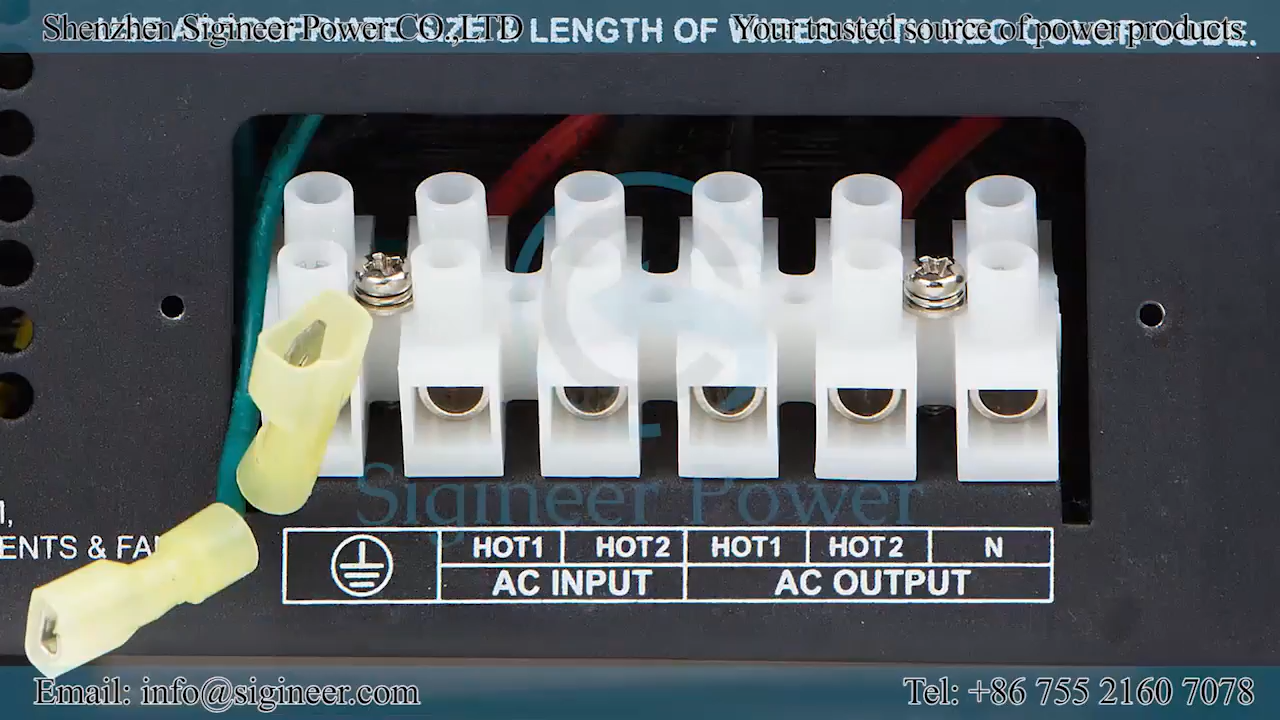 Shenzhen Sigineer Power CO.,LTD
Your trusted source of power products
LENGTH OF
Sigineer Power
ENTS & FA
HOT1 HOT2 HOT1 HOT2 N
AC INPUT AC OUTPUT
Email: info@sigineer.com
Tel: +86 755 2160 7078